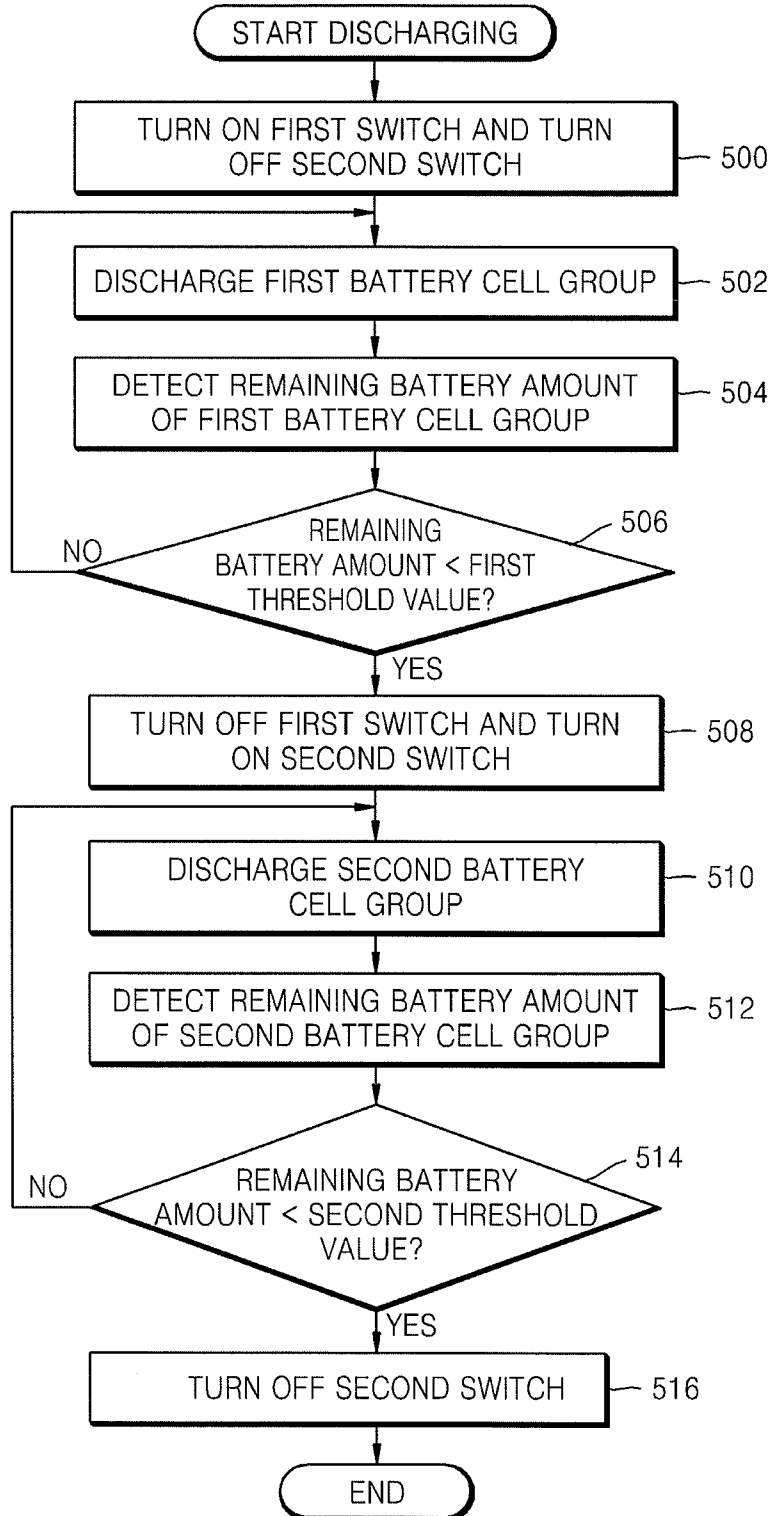 START DISCHARGING
TURN ON FIRST SWITCH AND TURN
OFF SECOND SWITCH
500
DISCHARGE FIRST BATTERY CELL GROUP
502
DETECT REMAINING BATTERY AMOUNT
OF FIRST BATTERY CELL GROUP
504
REMAINING
BATTERY AMOUNT < FIRST
THRESHOLD VALUE?
506
NO
YES
TURN OFF FIRST SWITCH AND TURN
ON SECOND SWITCH
508
DISCHARGE SECOND BATTERY
CELL GROUP
510
DETECT REMAINING BATTERY AMOUNT
OF SECOND BATTERY CELL GROUP
512
REMAINING BATTERY
AMOUNT < SECOND THRESHOLD
VALUE?
514
NO
YES
TURN OFF SECOND SWITCH
516
END